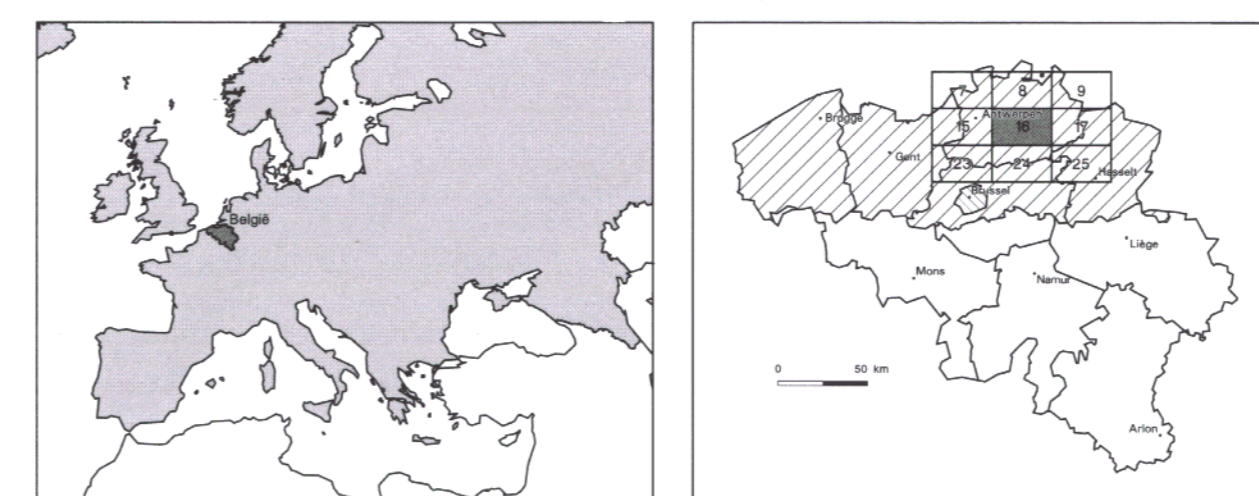 België
7 8 9
Brugge
Antwerpen
15 16 17
Gent
23 24 25
Hasselt
Brussel
Liège
Mons
Namur
0 50 km
Arlon